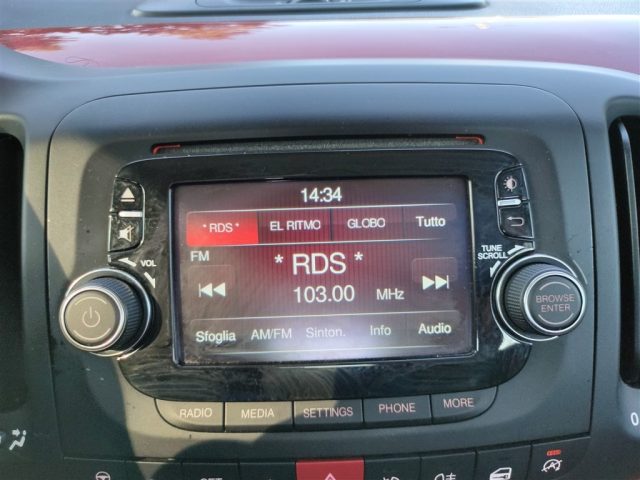 14:34
* RDS * EL RITMO GLOBO Tutto
FM
* RDS *
103.00 MHz
Sfoglia AM/FM Sinton. Info Audio
VOL
TUNE
SCROLL
BROWSE
ENTER
RADIO MEDIA SETTINGS PHONE MORE
0